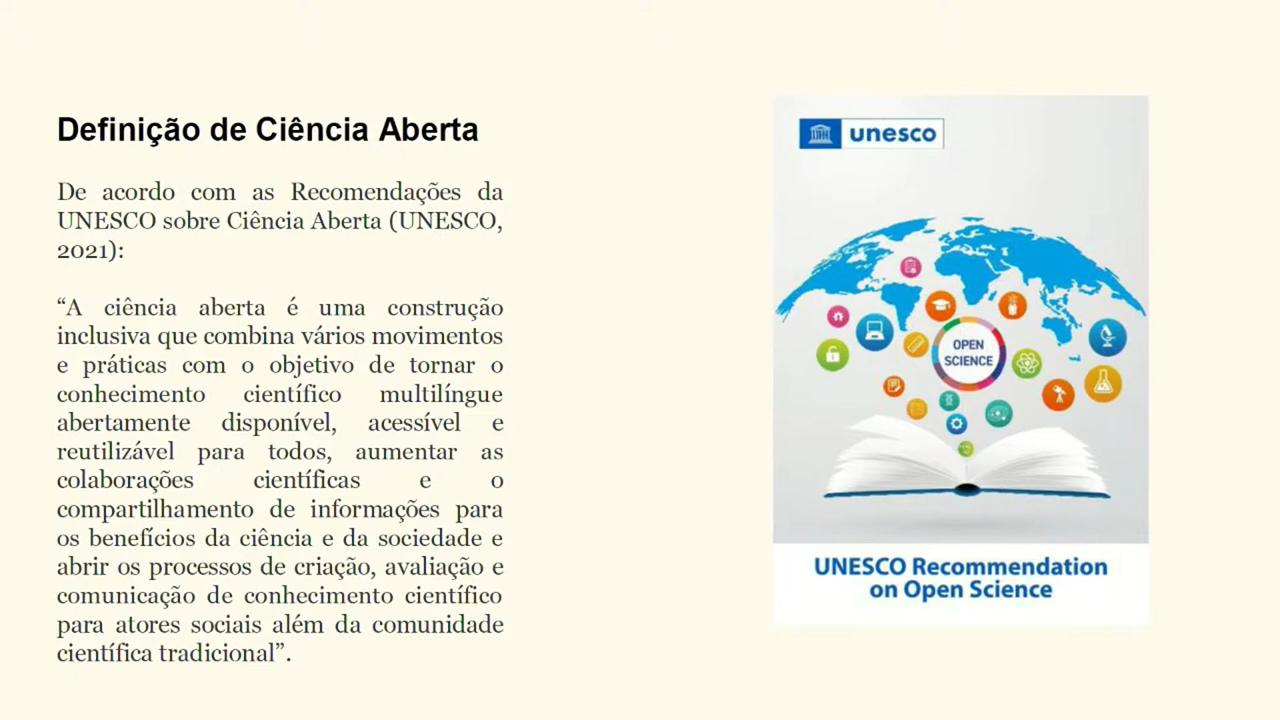 Definição de Ciência Aberta
De acordo com as Recomendações da
UNESCO sobre Ciência Aberta (UNESCO,
2021):
“A ciência aberta é uma construção
inclusiva que combina vários movimentos
e práticas com o objetivo de tornar o
conhecimento científico multilíngue
abertamente disponível, acessível e
reutilizável para todos, aumentar as
colaborações científicas e o
compartilhamento de informações para
os benefícios da ciência e da sociedade e
abrir os processos de criação, avaliação e
comunicação de conhecimento científico
para atores sociais além da comunidade
científica tradicional”.
unesco
OPEN
SCIENCE
UNESCO Recommendation
on Open Science